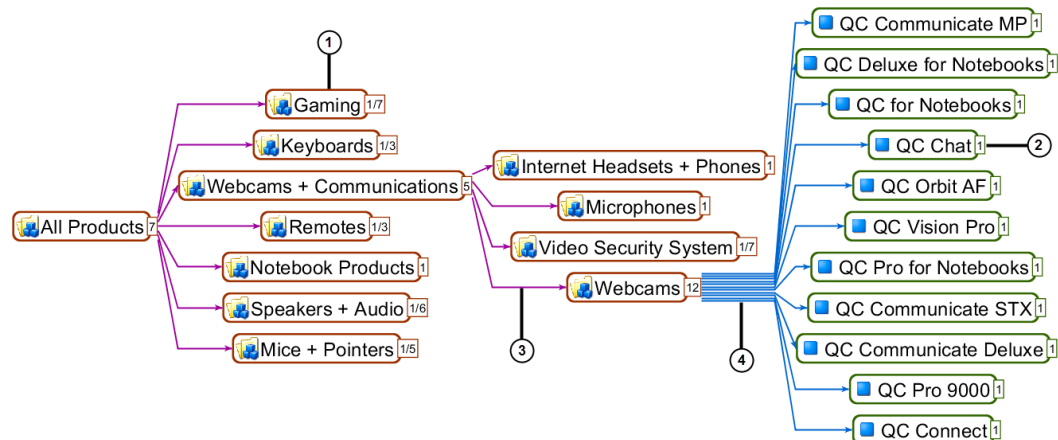 1
Gaming 1/7
Keyboards 1/3
Webcams + Communications 5
All Products 7
Remotes 1/3
Notebook Products 1
Speakers + Audio 1/6
Mice + Pointers 1/5
Internet Headsets + Phones 1
Microphones 1
Video Security System 1/7
Webcams 12
3
4
QC Communicate MP 1
QC Deluxe for Notebooks 1
QC for Notebooks 1
QC Chat 1
2
QC Orbit AF 1
QC Vision Pro 1
QC Pro for Notebooks 1
QC Communicate STX 1
QC Communicate Deluxe 1
QC Pro 9000 1
QC Connect 1